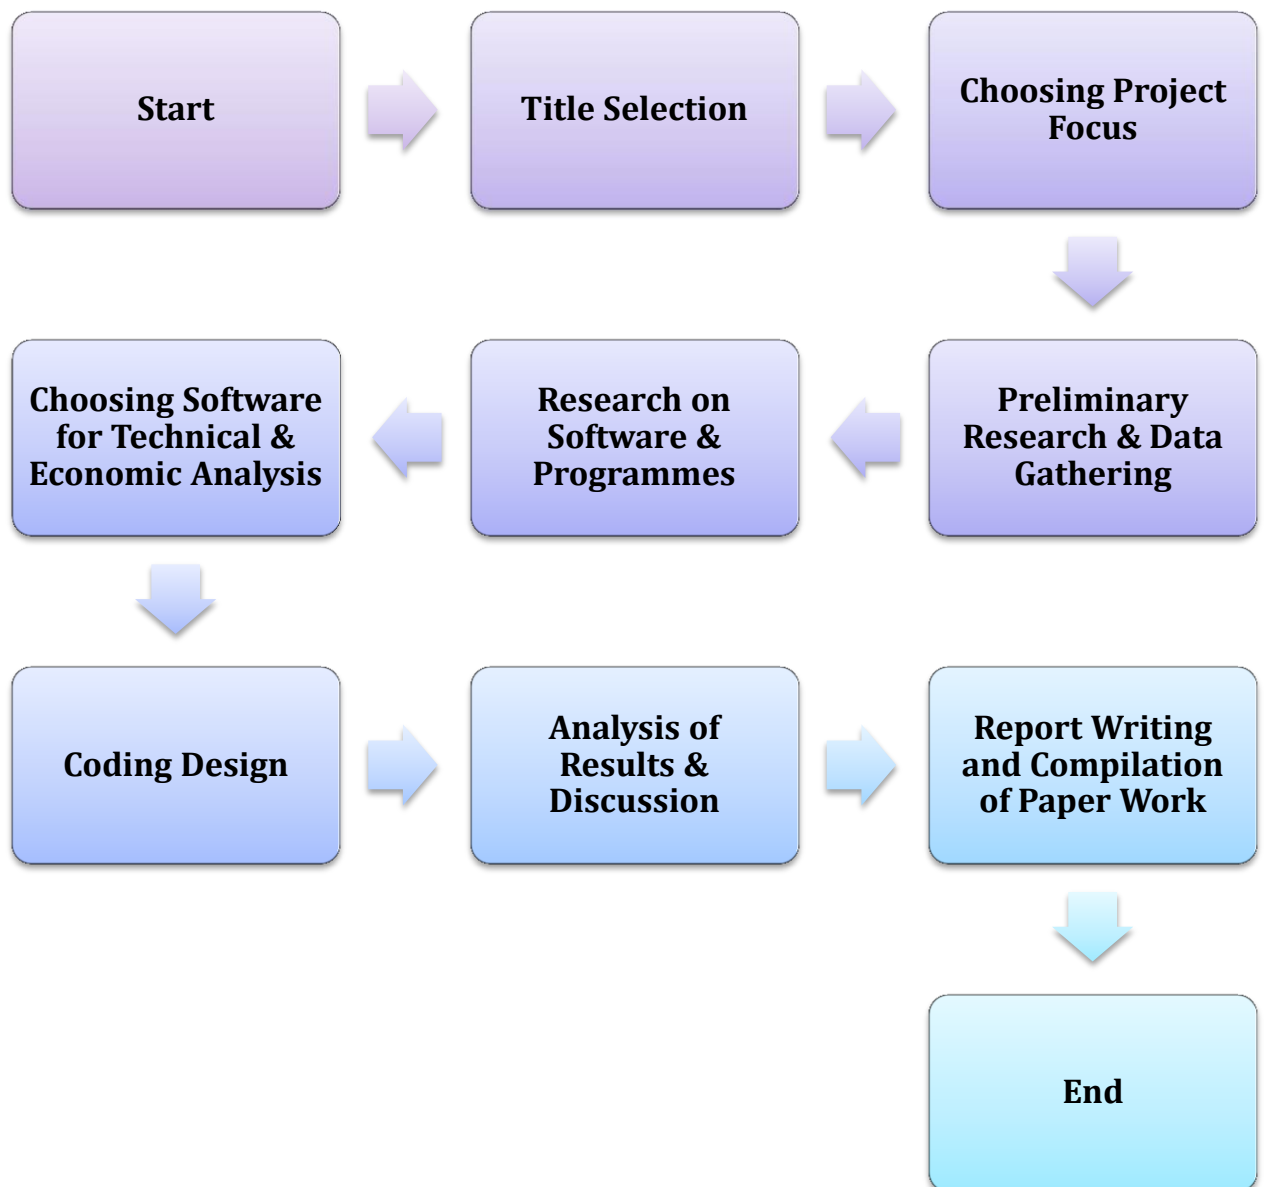 Start
Title Selection
Choosing Project
Focus
Preliminary
Research & Data
Gathering
Research on
Software &
Programmes
Choosing Software
for Technical &
Economic Analysis
Coding Design
Analysis of
Results &
Discussion
Report Writing
and Compilation
of Paper Work
End